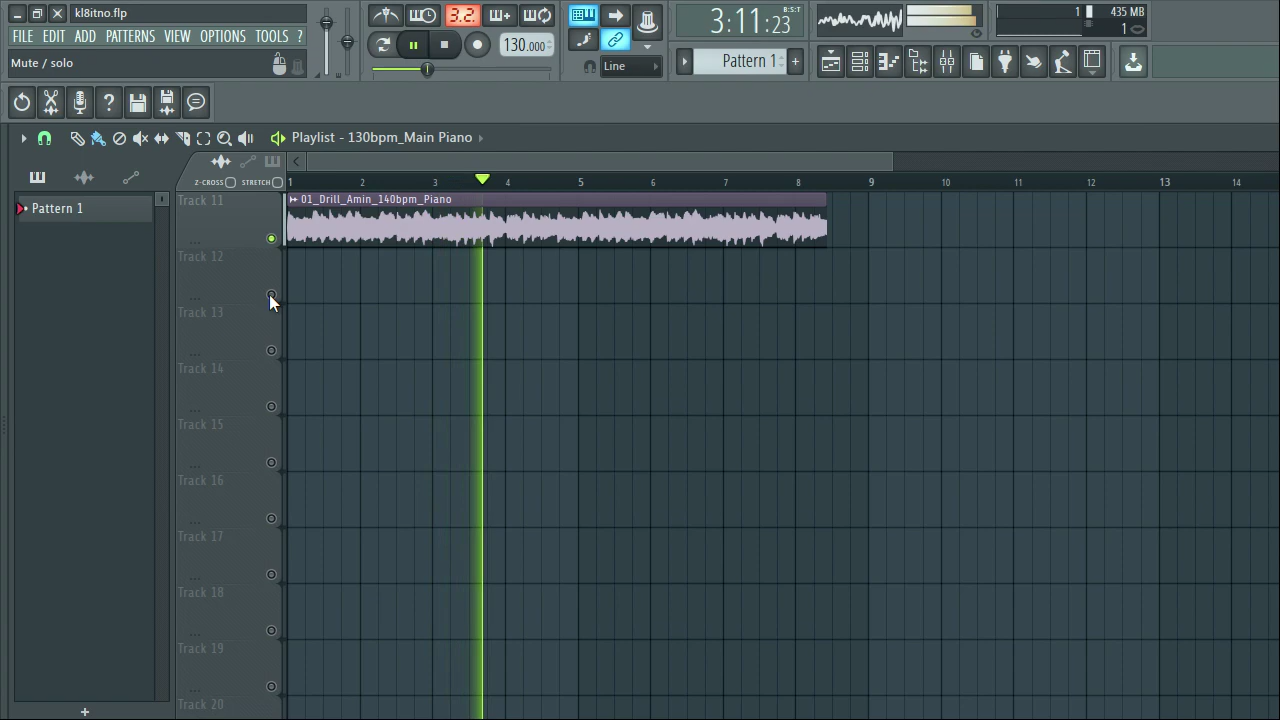 kl8itno.flp
FILE EDIT ADD PATTERNS VIEW OPTIONS TOOLS ?
Mute / solo
3.2.
130.000
Line
3:11:23
B:S:T
Pattern 1
1
435 MB
1
Playlist - 130bpm_Main Piano
Z-CROSS STRETCH
1 2 3 4 5 6 7 8 9 10 11 12 13 14
Pattern 1
Track 11
01_Drill_Amin_140bpm_Piano
...
Track 12
...
Track 13
...
Track 14
...
Track 15
...
Track 16
...
Track 17
...
Track 18
...
Track 19
...
Track 20